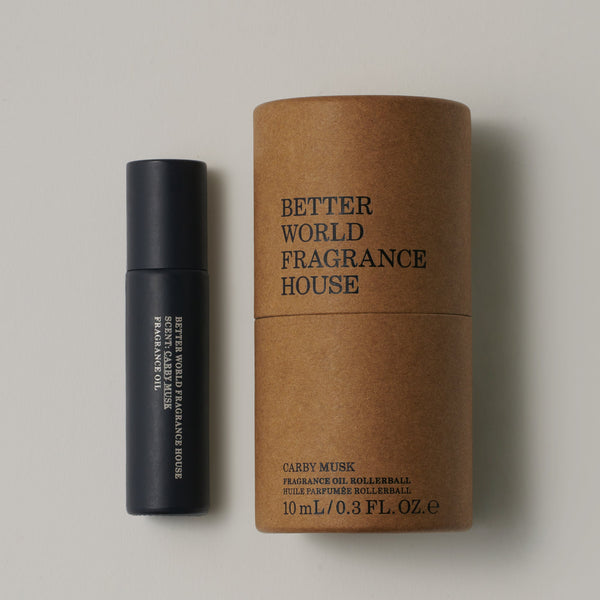 BETTER WORLD FRAGRANCE HOUSE
SCENT: CARBY MUSK
FRAGRANCE OIL
BETTER
WORLD
FRAGRANCE
HOUSE
CARBY MUSK
FRAGRANCE OIL ROLLERBALL
HUILE PARFUMÉE ROLLERBALL
10 mL/0.3 FL. OZ.℮